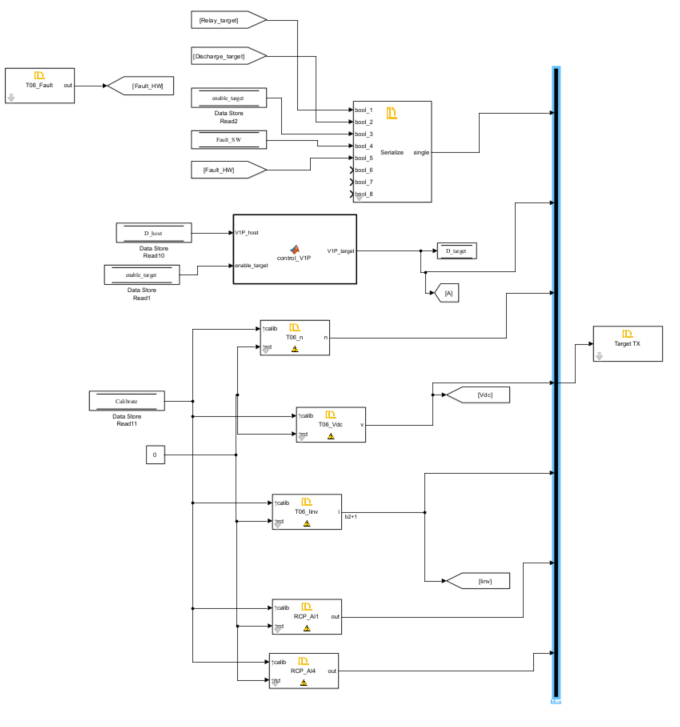 [Relay_target]
[Discharge_target]
T06_Fault
out
[Fault_HW]
enable_target
Data Store
Read2
Fault_SW
[Fault_HW]
bool_1
bool_2
bool_3
bool_4
bool_5
bool_6
bool_7
bool_8
Serialize
single
D_host
Data Store
Read10
enable_target
Data Store
Read1
V1P_host
enable_target
control_V1P
V1P_target
D_target
[A]
calib
test
T06_n
n
Target TX
Calibrate
Data Store
Read11
calib
test
T06_Vdc
v
[Vdc]
0
calib
test
T06_Iinv
i
b2+1
[Iinv]
calib
test
RCP_AI1
out
calib
test
RCP_AI4
out
Mux